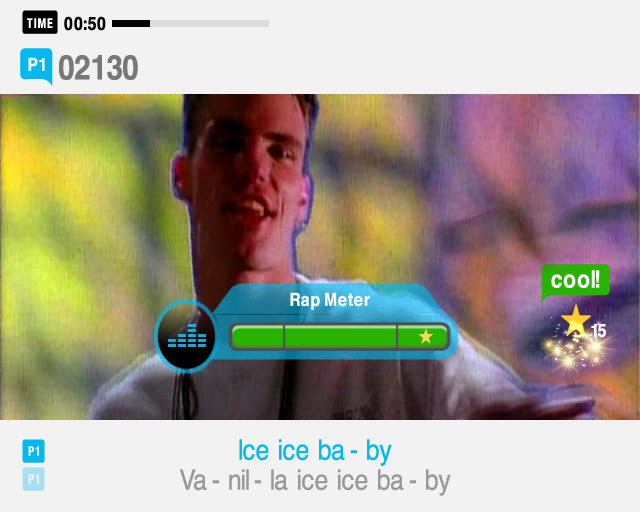 TIME 00:50
P1 02130
cool!
15
Rap Meter
P1 Ice ice ba - by
P1 Va - nil - la ice ice ba - by